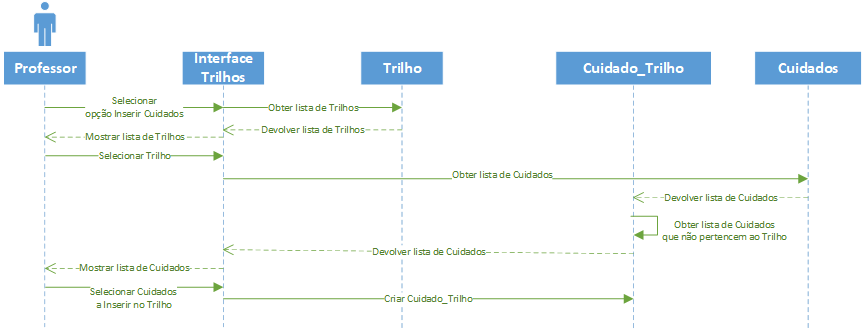 Professor
Interface
Trilhos
Trilho
Cuidado_Trilho
Cuidados
Selecionar
opção Inserir Cuidados
Obter lista de Trilhos
Devolver lista de Trilhos
Mostrar lista de Trilhos
Selecionar Trilho
Obter lista de Cuidados
Devolver lista de Cuidados
Obter lista de Cuidados
que não pertencem ao Trilho
Devolver lista de Cuidados
Mostrar lista de Cuidados
Selecionar Cuidados
a Inserir no Trilho
Criar Cuidado_Trilho